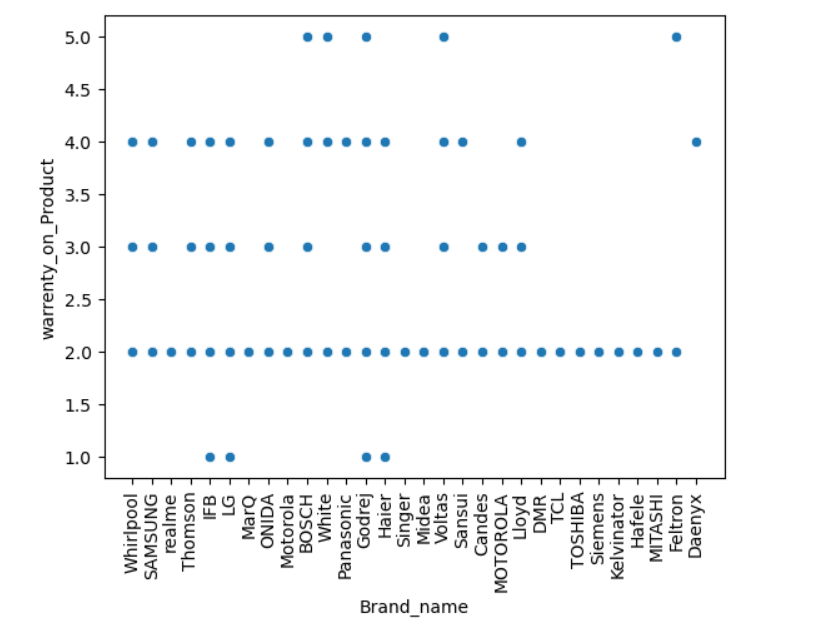 5.0
4.5
4.0
3.5
3.0
2.5
2.0
1.5
1.0
warrenty_on_Product
Whirlpool
SAMSUNG
realme
Thomson
IFB
LG
MarQ
ONIDA
Motorola
BOSCH
White
Panasonic
Godrej
Haier
Singer
Midea
Voltas
Sansui
Candes
MOTOROLA
Lloyd
DMR
TCL
TOSHIBA
Siemens
Kelvinator
Hafele
MITASHI
Feltron
Daenyx
Brand_name